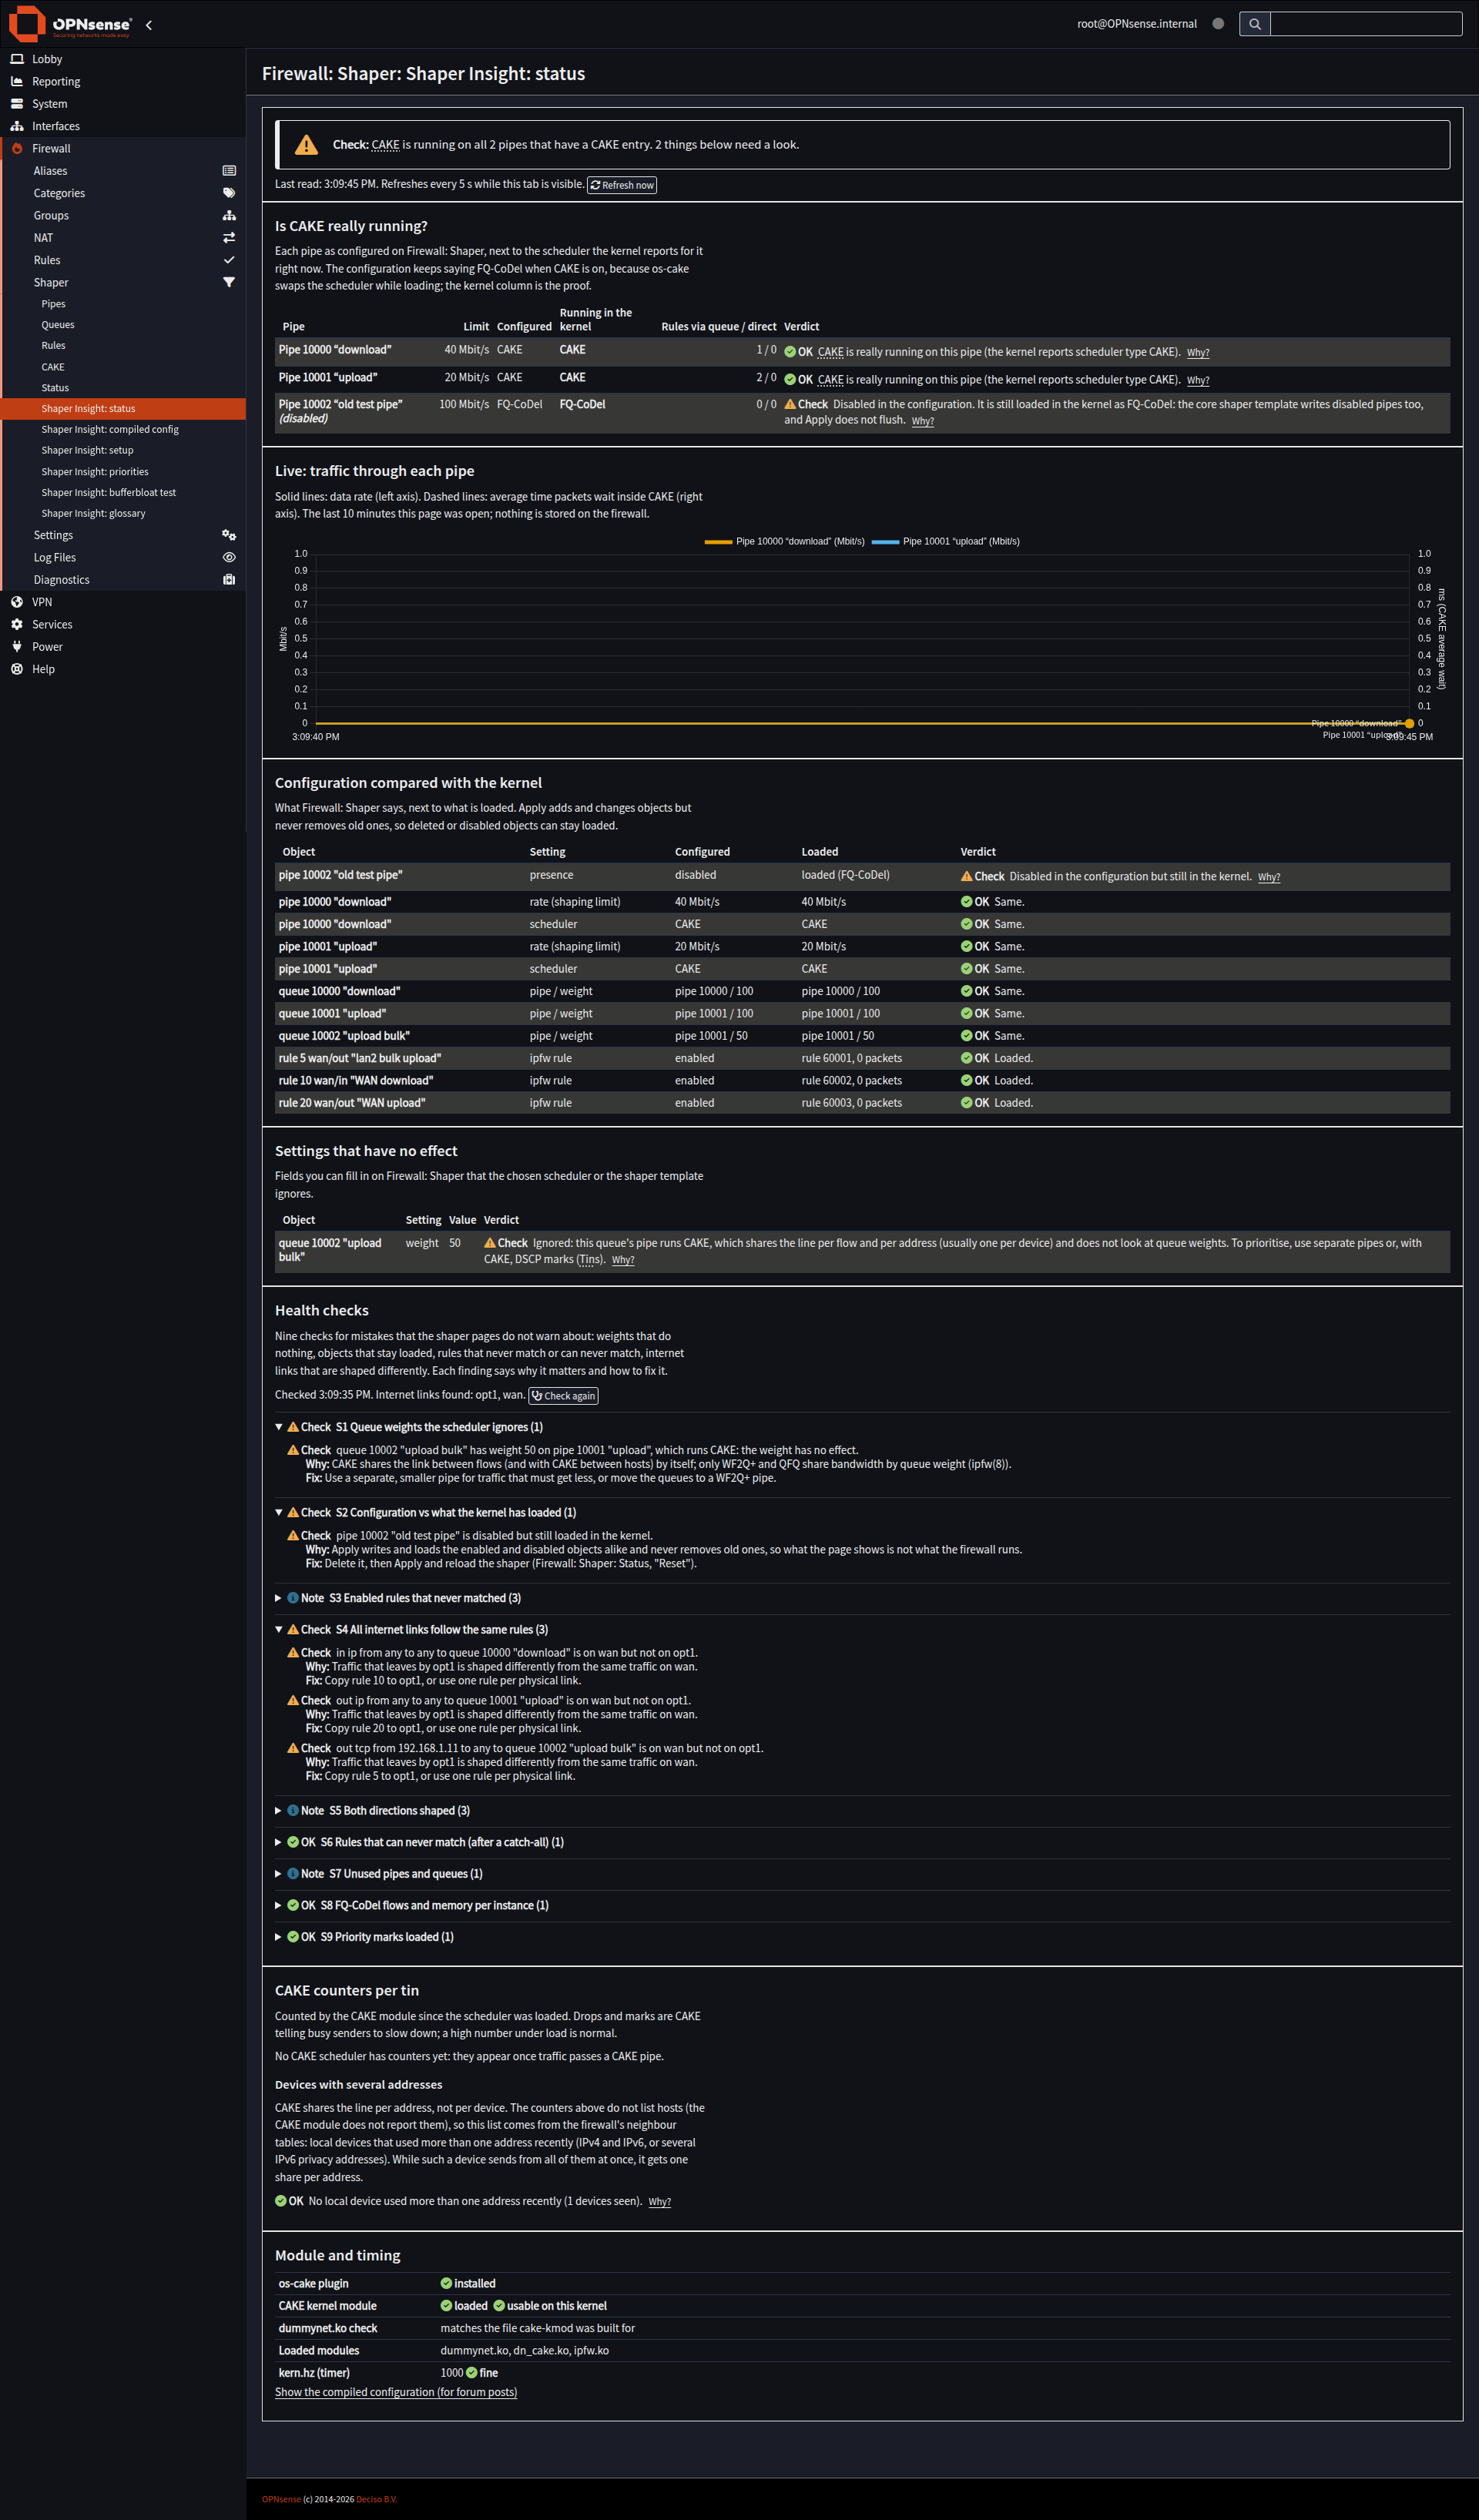 OPNsense
Securing networks made easy
root@OPNsense.internal
Lobby
Reporting
System
Interfaces
Firewall
Aliases
Categories
Groups
NAT
Rules
Shaper
Pipes
Queues
Rules
CAKE
Status
Shaper Insight: status
Shaper Insight: compiled config
Shaper Insight: setup
Shaper Insight: priorities
Shaper Insight: bufferbloat test
Shaper Insight: glossary
Settings
Log Files
Diagnostics
VPN
Services
Power
Help
Firewall: Shaper: Shaper Insight: status
Check: CAKE is running on all 2 pipes that have a CAKE entry. 2 things below need a look.
Last read: 3:09:45 PM. Refreshes every 5 s while this tab is visible. Refresh now
Is CAKE really running?
Each pipe as configured on Firewall: Shaper, next to the scheduler the kernel reports for it
right now. The configuration keeps saying FQ-CoDel when CAKE is on, because os-cake
swaps the scheduler while loading; the kernel column is the proof.
Pipe Limit Configured Running in the kernel Rules via queue / direct Verdict
Pipe 10000 “download” 40 Mbit/s CAKE CAKE 1 / 0 OK CAKE is really running on this pipe (the kernel reports scheduler type CAKE). Why?
Pipe 10001 “upload” 20 Mbit/s CAKE CAKE 2 / 0 OK CAKE is really running on this pipe (the kernel reports scheduler type CAKE). Why?
Pipe 10002 “old test pipe” 100 Mbit/s FQ-CoDel FQ-CoDel 0 / 0 Check Disabled in the configuration. It is still loaded in the kernel as FQ-CoDel: the core shaper template writes disabled pipes too,
(disabled) and Apply does not flush. Why?
Live: traffic through each pipe
Solid lines: data rate (left axis). Dashed lines: average time packets wait inside CAKE (right
axis). The last 10 minutes this page was open; nothing is stored on the firewall.
Pipe 10000 “download” (Mbit/s) Pipe 10001 “upload” (Mbit/s)
1.0 1.0
0.9 0.9
0.8 0.8
0.7 0.7
0.6 0.6
0.5 0.5
0.4 0.4
0.3 0.3
0.2 0.2
0.1 0.1
0 0
Mbit/s
ms (CAKE average wait)
Pipe 10000 “download”
Pipe 10001 “upload”
3:09:40 PM 3:09:45 PM
Configuration compared with the kernel
What Firewall: Shaper says, next to what is loaded. Apply adds and changes objects but
never removes old ones, so deleted or disabled objects can stay loaded.
Object Setting Configured Loaded Verdict
pipe 10002 "old test pipe" presence disabled loaded (FQ-CoDel) Check Disabled in the configuration but still in the kernel. Why?
pipe 10000 "download" rate (shaping limit) 40 Mbit/s 40 Mbit/s OK Same.
pipe 10000 "download" scheduler CAKE CAKE OK Same.
pipe 10001 "upload" rate (shaping limit) 20 Mbit/s 20 Mbit/s OK Same.
pipe 10001 "upload" scheduler CAKE CAKE OK Same.
queue 10000 "download" pipe / weight pipe 10000 / 100 pipe 10000 / 100 OK Same.
queue 10001 "upload" pipe / weight pipe 10001 / 100 pipe 10001 / 100 OK Same.
queue 10002 "upload bulk" pipe / weight pipe 10001 / 50 pipe 10001 / 50 OK Same.
rule 5 wan/out "lan2 bulk upload" ipfw rule enabled rule 60001, 0 packets OK Loaded.
rule 10 wan/in "WAN download" ipfw rule enabled rule 60002, 0 packets OK Loaded.
rule 20 wan/out "WAN upload" ipfw rule enabled rule 60003, 0 packets OK Loaded.
Settings that have no effect
Fields you can fill in on Firewall: Shaper that the chosen scheduler or the shaper template
ignores.
Object Setting Value Verdict
queue 10002 "upload weight 50 Check Ignored: this queue's pipe runs CAKE, which shares the line per flow and per address (usually one per device) and does not look at queue weights. To prioritise, use separate pipes or, with
bulk" CAKE, DSCP marks (Tins). Why?
Health checks
Nine checks for mistakes that the shaper pages do not warn about: weights that do
nothing, objects that stay loaded, rules that never match or can never match, internet
links that are shaped differently. Each finding says why it matters and how to fix it.
Checked 3:09:35 PM. Internet links found: opt1, wan. Check again
Check S1 Queue weights the scheduler ignores (1)
Check queue 10002 "upload bulk" has weight 50 on pipe 10001 "upload", which runs CAKE: the weight has no effect.
Why: CAKE shares the link between flows (and with CAKE between hosts) by itself; only WF2Q+ and QFQ share bandwidth by queue weight (ipfw(8)).
Fix: Use a separate, smaller pipe for traffic that must get less, or move the queues to a WF2Q+ pipe.
Check S2 Configuration vs what the kernel has loaded (1)
Check pipe 10002 "old test pipe" is disabled but still loaded in the kernel.
Why: Apply writes and loads the enabled and disabled objects alike and never removes old ones, so what the page shows is not what the firewall runs.
Fix: Delete it, then Apply and reload the shaper (Firewall: Shaper: Status, "Reset").
Note S3 Enabled rules that never matched (3)
Check S4 All internet links follow the same rules (3)
Check in ip from any to any to queue 10000 "download" is on wan but not on opt1.
Why: Traffic that leaves by opt1 is shaped differently from the same traffic on wan.
Fix: Copy rule 10 to opt1, or use one rule per physical link.
Check out ip from any to any to queue 10001 "upload" is on wan but not on opt1.
Why: Traffic that leaves by opt1 is shaped differently from the same traffic on wan.
Fix: Copy rule 20 to opt1, or use one rule per physical link.
Check out tcp from 192.168.1.11 to any to queue 10002 "upload bulk" is on wan but not on opt1.
Why: Traffic that leaves by opt1 is shaped differently from the same traffic on wan.
Fix: Copy rule 5 to opt1, or use one rule per physical link.
Note S5 Both directions shaped (3)
OK S6 Rules that can never match (after a catch-all) (1)
Note S7 Unused pipes and queues (1)
OK S8 FQ-CoDel flows and memory per instance (1)
OK S9 Priority marks loaded (1)
CAKE counters per tin
Counted by the CAKE module since the scheduler was loaded. Drops and marks are CAKE
telling busy senders to slow down; a high number under load is normal.
No CAKE scheduler has counters yet: they appear once traffic passes a CAKE pipe.
Devices with several addresses
CAKE shares the line per address, not per device. The counters above do not list hosts (the
CAKE module does not report them), so this list comes from the firewall's neighbour
tables: local devices that used more than one address recently (IPv4 and IPv6, or several
IPv6 privacy addresses). While such a device sends from all of them at once, it gets one
share per address.
OK No local device used more than one address recently (1 devices seen). Why?
Module and timing
os-cake plugin installed
CAKE kernel module loaded usable on this kernel
dummynet.ko check matches the file cake-kmod was built for
Loaded modules dummynet.ko, dn_cake.ko, ipfw.ko
kern.hz (timer) 1000 fine
Show the compiled configuration (for forum posts)
OPNsense (c) 2014-2026 Deciso B.V.